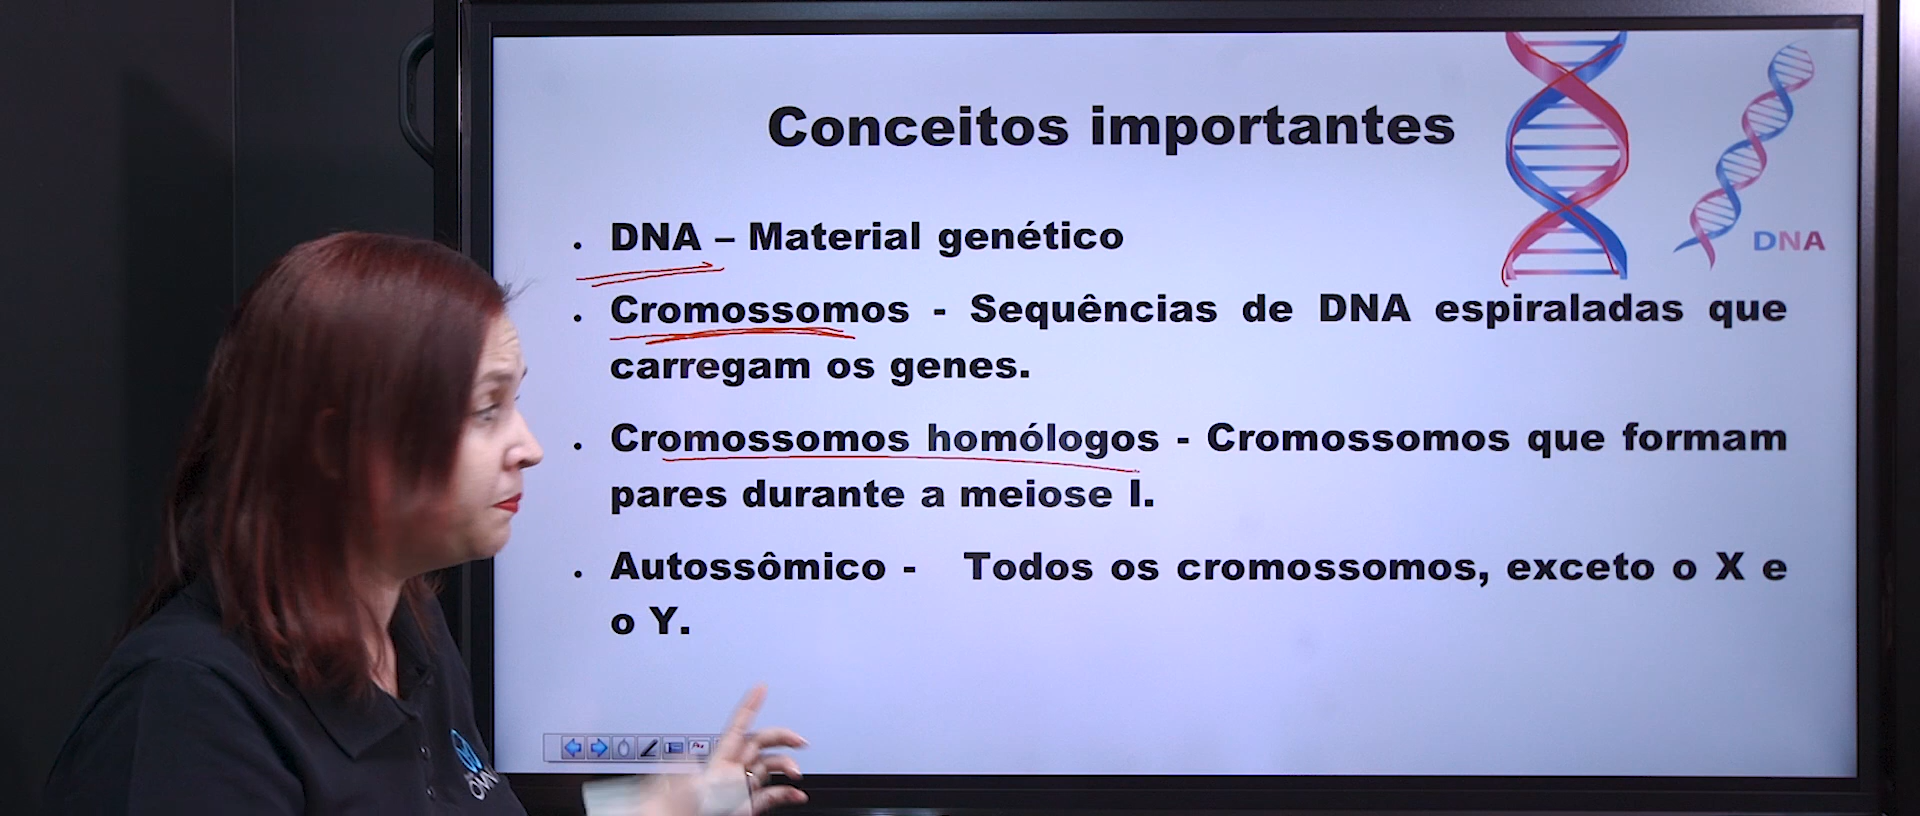 Conceitos importantes
DNA
. DNA – Material genético
. Cromossomos - Sequências de DNA espiraladas que
carregam os genes.
. Cromossomos homólogos - Cromossomos que formam
pares durante a meiose I.
. Autossômico - Todos os cromossomos, exceto o X e
o Y.